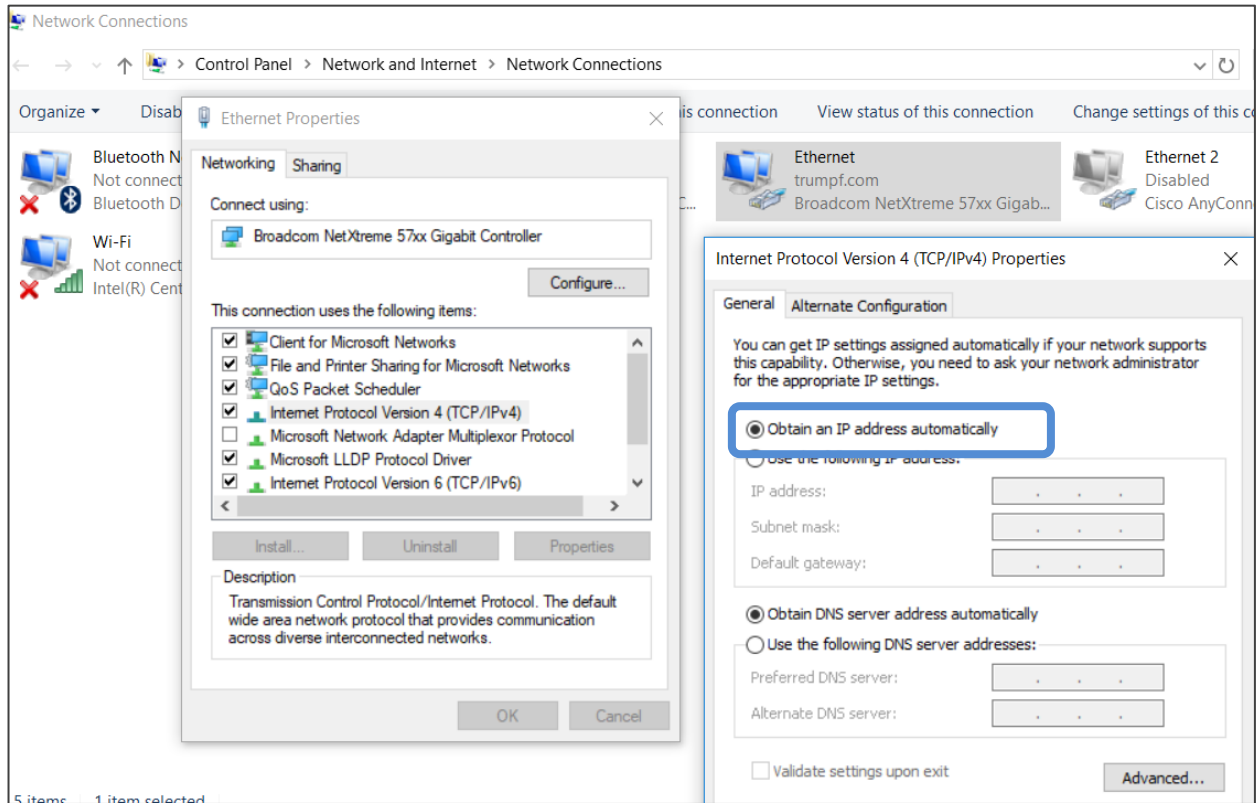 Network Connections
Control Panel > Network and Internet > Network Connections
Organize Disab is connection View status of this connection Change settings of this c
Bluetooth N
Not connect
Bluetooth D
Wi-Fi
Not connect
Intel(R) Cent
C...
Ethernet
trumpf.com
Broadcom NetXtreme 57xx Gigab...
Ethernet 2
Disabled
Cisco AnyConn
Ethernet Properties
Networking Sharing
Connect using:
Broadcom NetXtreme 57xx Gigabit Controller
Configure...
This connection uses the following items:
Client for Microsoft Networks
File and Printer Sharing for Microsoft Networks
QoS Packet Scheduler
Internet Protocol Version 4 (TCP/IPv4)
Microsoft Network Adapter Multiplexor Protocol
Microsoft LLDP Protocol Driver
Internet Protocol Version 6 (TCP/IPv6)
Install... Uninstall Properties
Description
Transmission Control Protocol/Internet Protocol. The default
wide area network protocol that provides communication
across diverse interconnected networks.
OK Cancel
Internet Protocol Version 4 (TCP/IPv4) Properties
General Alternate Configuration
You can get IP settings assigned automatically if your network supports
this capability. Otherwise, you need to ask your network administrator
for the appropriate IP settings.
Obtain an IP address automatically
Use the following IP address:
IP address:
Subnet mask:
Default gateway:
Obtain DNS server address automatically
Use the following DNS server addresses:
Preferred DNS server:
Alternate DNS server:
Validate settings upon exit
Advanced...
5 items 1 item selected